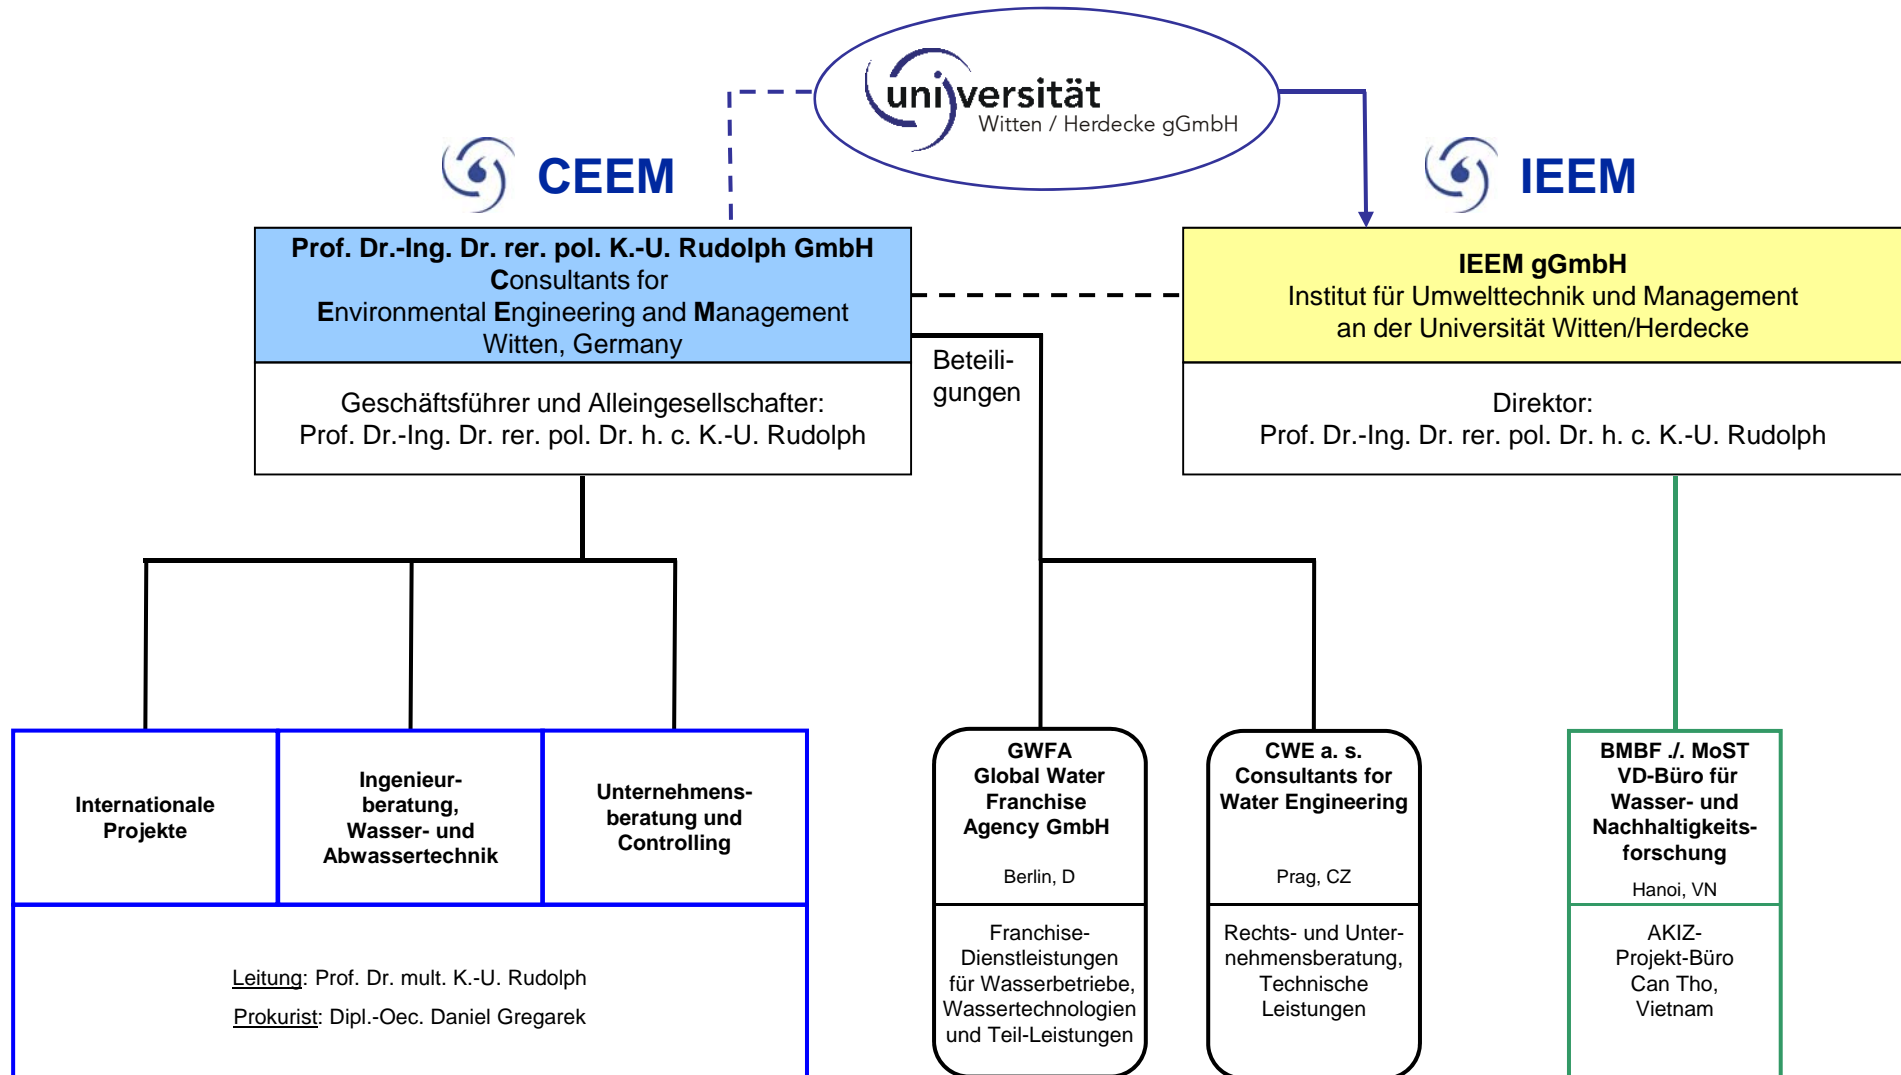 universität
Witten / Herdecke gGmbH
CEEM
IEEM
Prof. Dr.-Ing. Dr. rer. pol. K.-U. Rudolph GmbH
Consultants for
Environmental Engineering and Management
Witten, Germany
Geschäftsführer und Alleingesellschafter:
Prof. Dr.-Ing. Dr. rer. pol. Dr. h. c. K.-U. Rudolph
Beteili-
gungen
IEEM gGmbH
Institut für Umwelttechnik und Management
an der Universität Witten/Herdecke
Direktor:
Prof. Dr.-Ing. Dr. rer. pol. Dr. h. c. K.-U. Rudolph
Internationale
Projekte
Ingenieur-
beratung,
Wasser- und
Abwassertechnik
Unternehmens-
beratung und
Controlling
Leitung: Prof. Dr. mult. K.-U. Rudolph
Prokurist: Dipl.-Oec. Daniel Gregarek
GWFA
Global Water
Franchise
Agency GmbH
Berlin, D
Franchise-
Dienstleistungen
für Wasserbetriebe,
Wassertechnologien
und Teil-Leistungen
CWE a. s.
Consultants for
Water Engineering
Prag, CZ
Rechts- und Unter-
nehmensberatung,
Technische
Leistungen
BMBF ./. MoST
VD-Büro für
Wasser- und
Nachhaltigkeits-
forschung
Hanoi, VN
AKIZ-
Projekt-Büro
Can Tho,
Vietnam